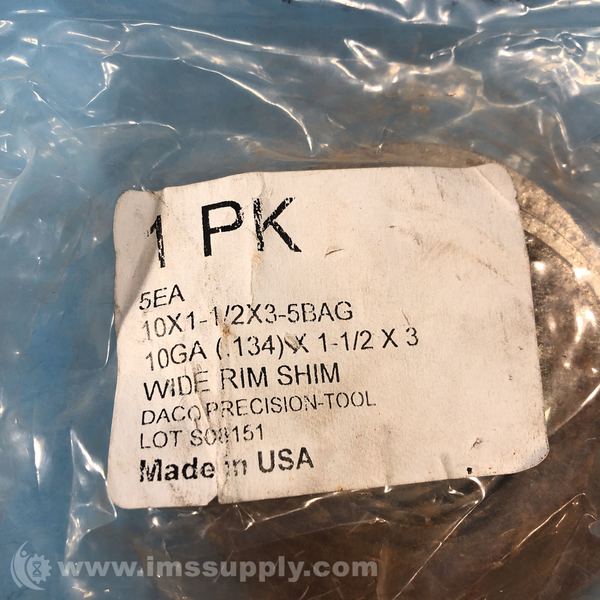 1 PK
5EA
10X1-1/2X3-5BAG
10GA (.134) X 1-1/2 X 3
WIDE RIM SHIM
DACO PRECISION-TOOL
LOT S08151
Made in USA
www.imssupply.com